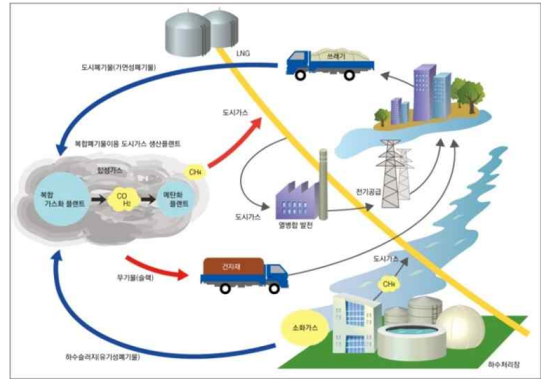 LNG
쓰레기
도시폐기물(가연성폐기물)
도시가스
복합폐기물이용 도시가스 생산플랜트
합성가스
CH₄
복합
가스화 플랜트
CO
H₂
메탄화
플랜트
도시가스
열병합 발전
전기공급
건자재
무기물(슬랙)
도시가스
CH₄
소화가스
하수슬러지(유기성폐기물)
하수처리장